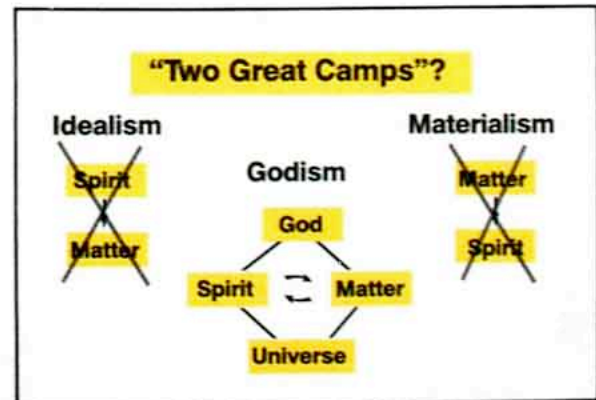 “Two Great Camps”?
Idealism
Spirit
Matter
Godism
God
Spirit
Matter
Universe
Materialism
Matter
Spirit